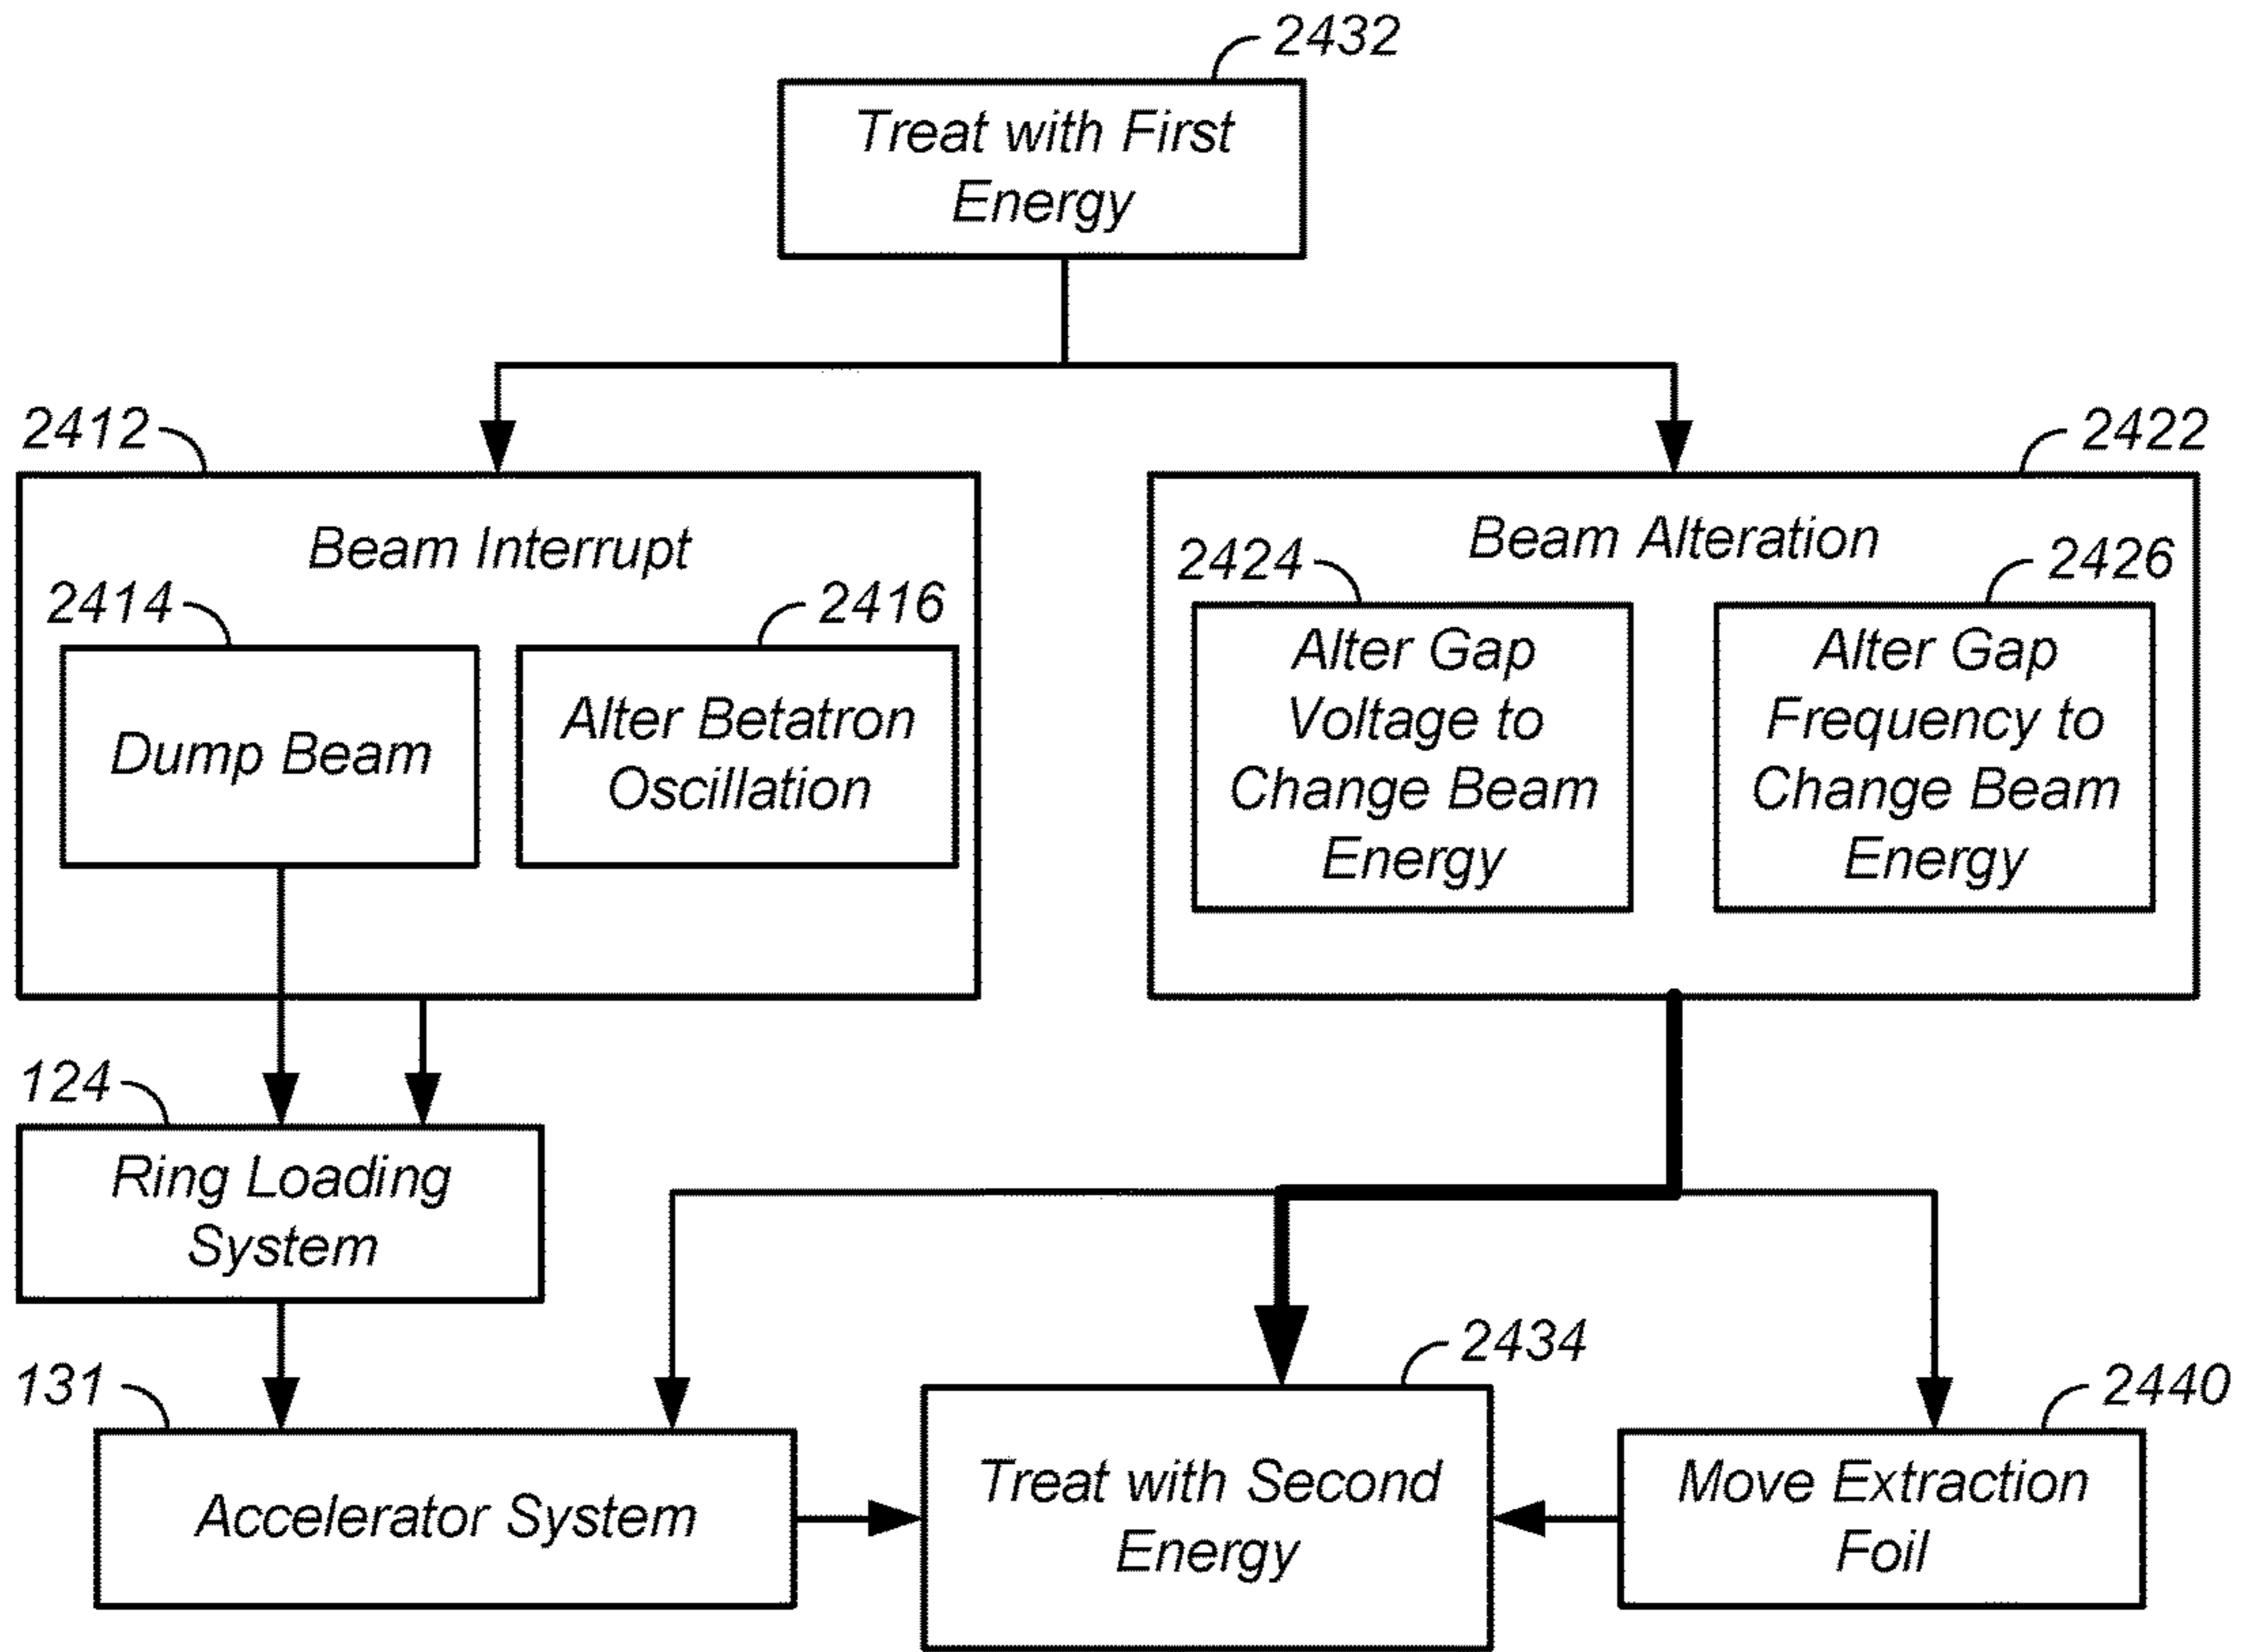 2432
Treat with First
Energy
2412
Beam Interrupt
2414
Dump Beam
2416
Alter Betatron
Oscillation
2422
Beam Alteration
2424
Alter Gap
Voltage to
Change Beam
Energy
2426
Alter Gap
Frequency to
Change Beam
Energy
124
Ring Loading
System
131
Accelerator System
2434
Treat with Second
Energy
2440
Move Extraction
Foil